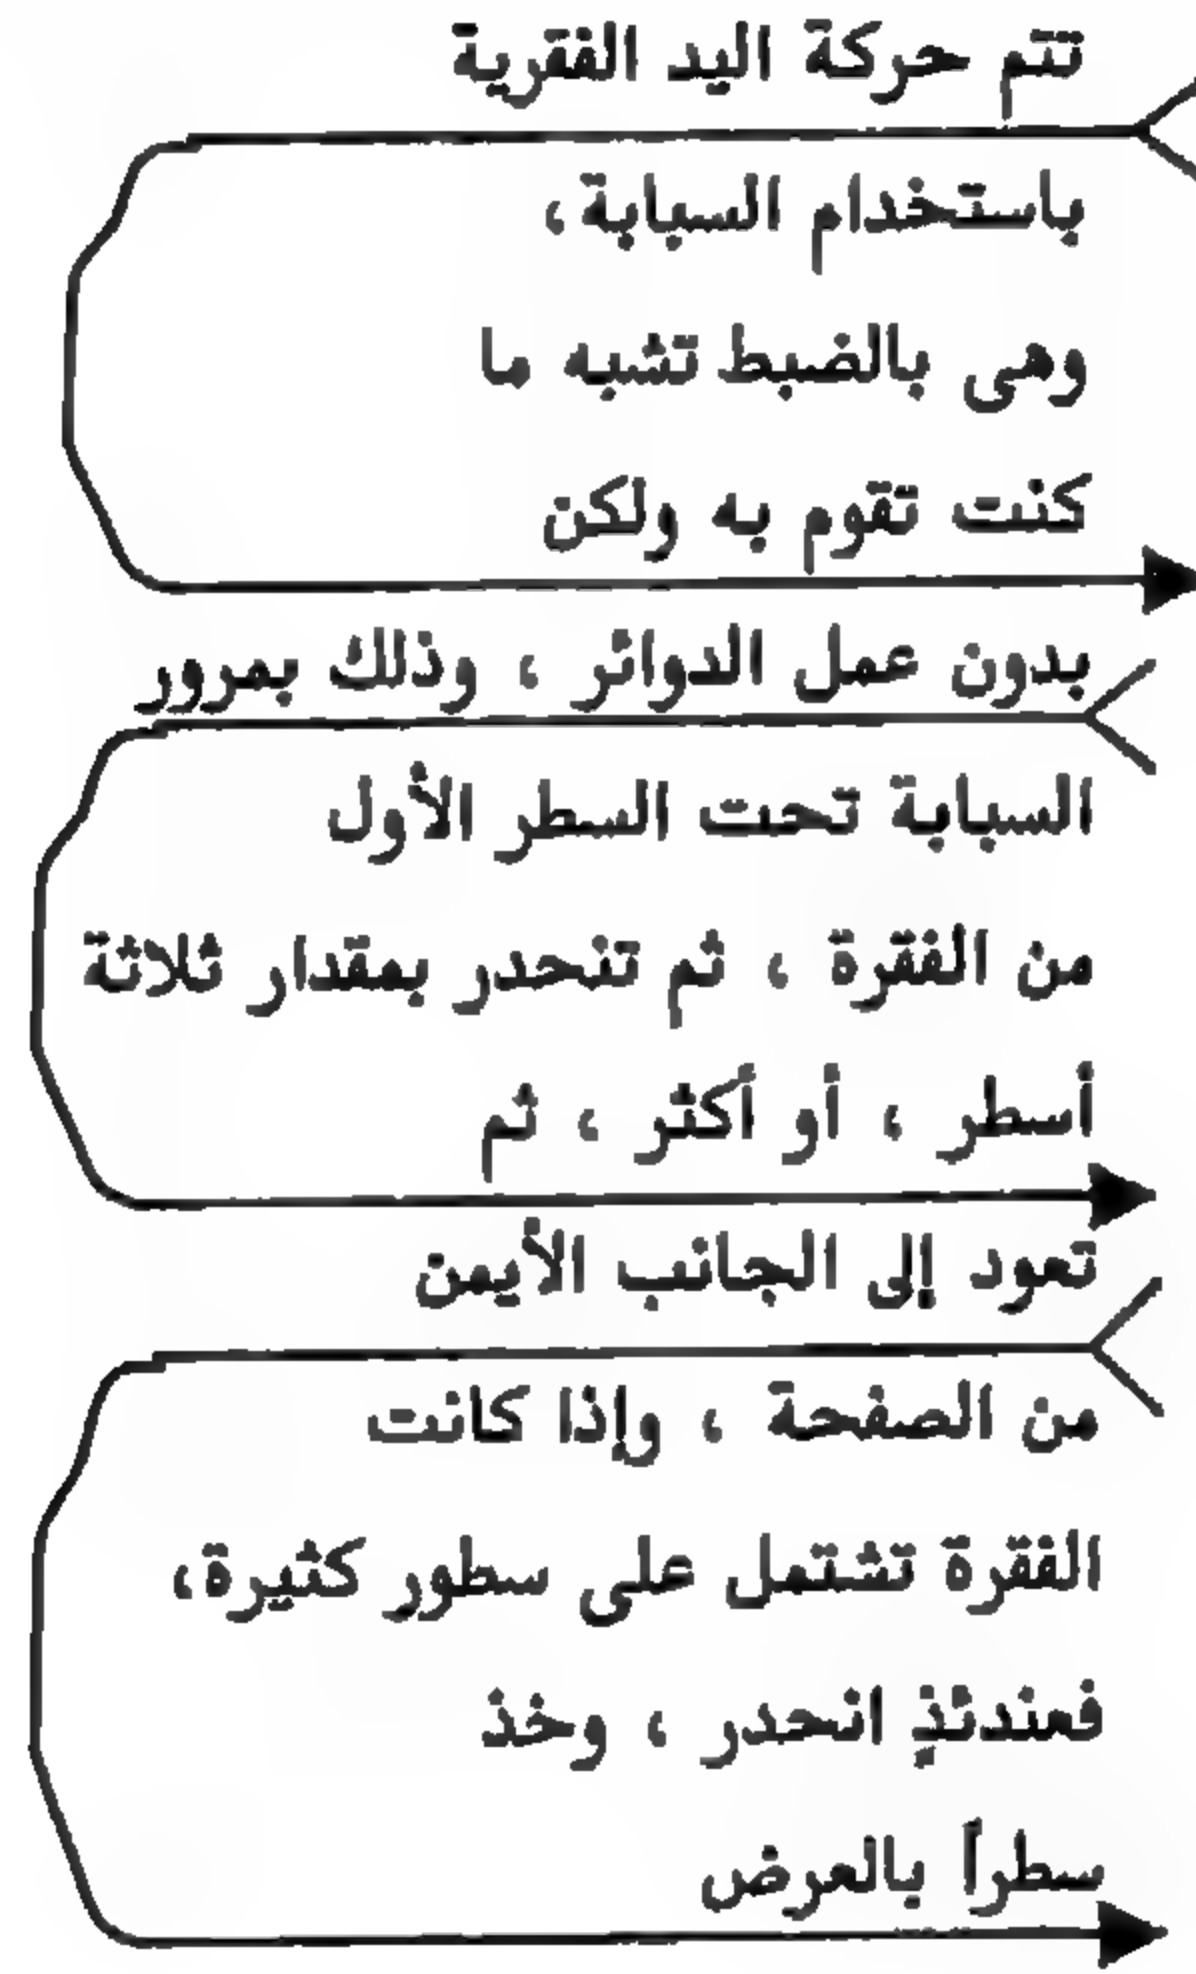 تتم حركة اليد الفقرية
باستخدام السبابة،
وهى بالضبط تشبه ما
كنت تقوم به ولكن
بدون عمل الدوائر ، وذلك بمرور
السبابة تحت السطر الأول
من الفقرة ، ثم تنحدر بمقدار ثلاثة
أسطر ، أو أكثر ، ثم
تعود إلى الجانب الأيمن
من الصفحة ، وإذا كانت
الفقرة تشتمل على سطور كثيرة،
فعندئذٍ انحدر ، وخذ
سطراً بالعرض